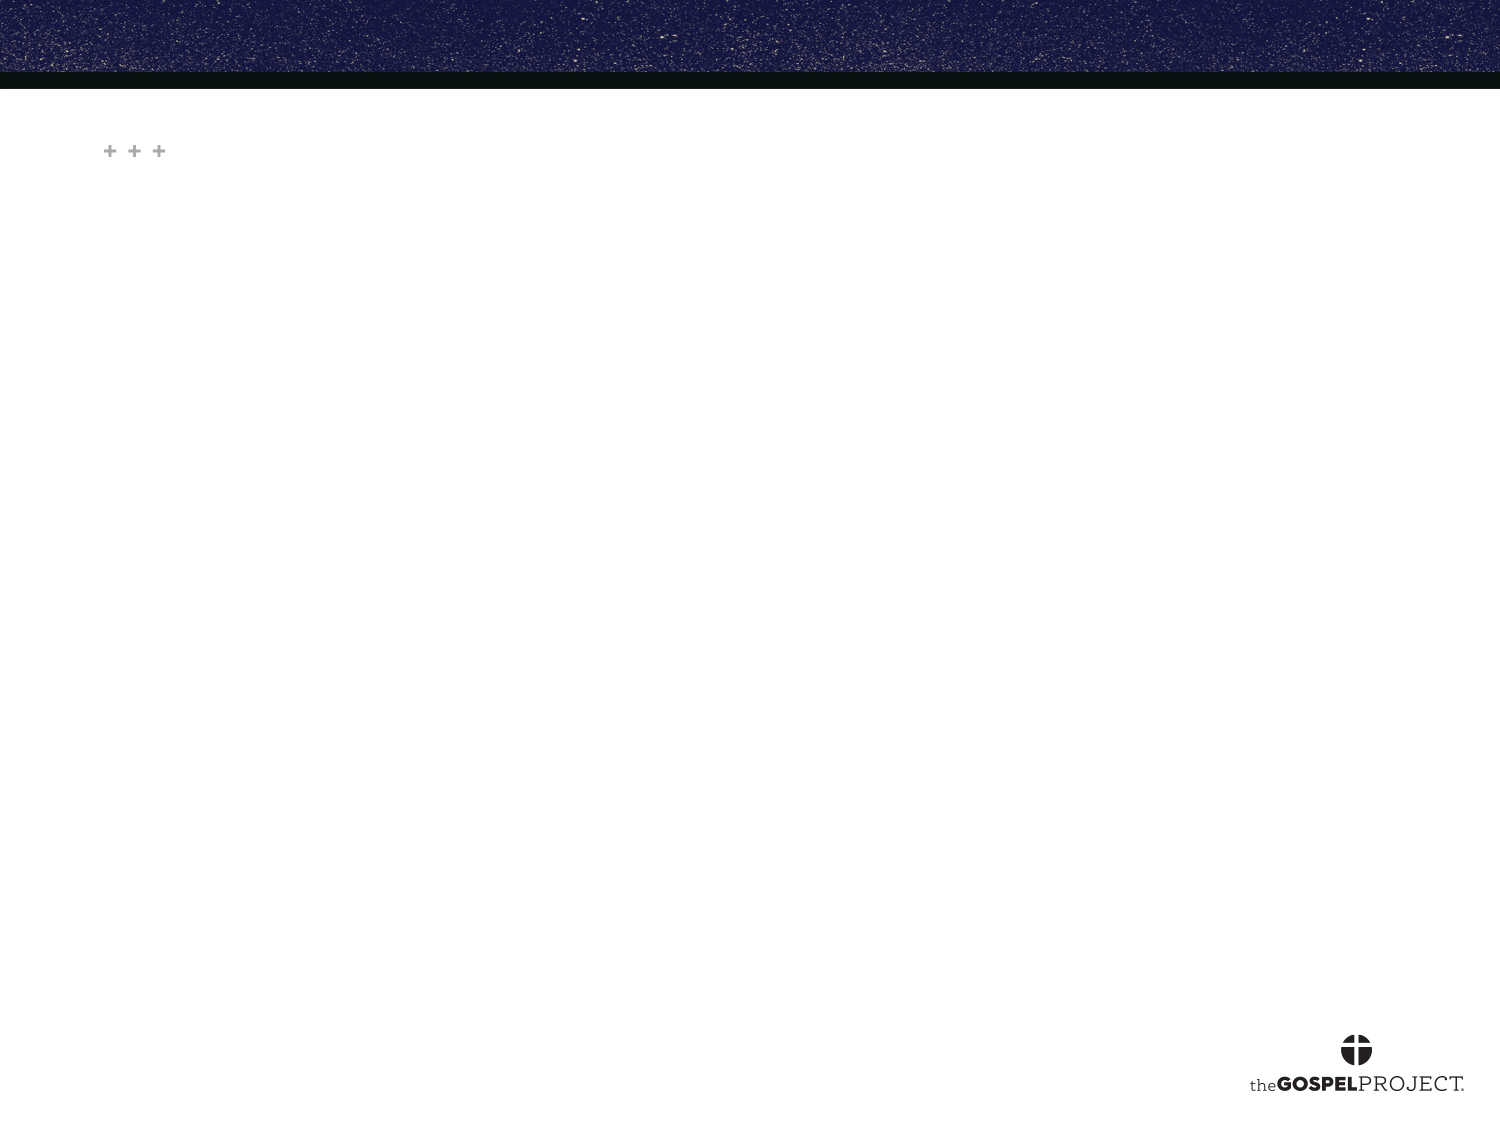 + + +
theGOSPELPROJECT.